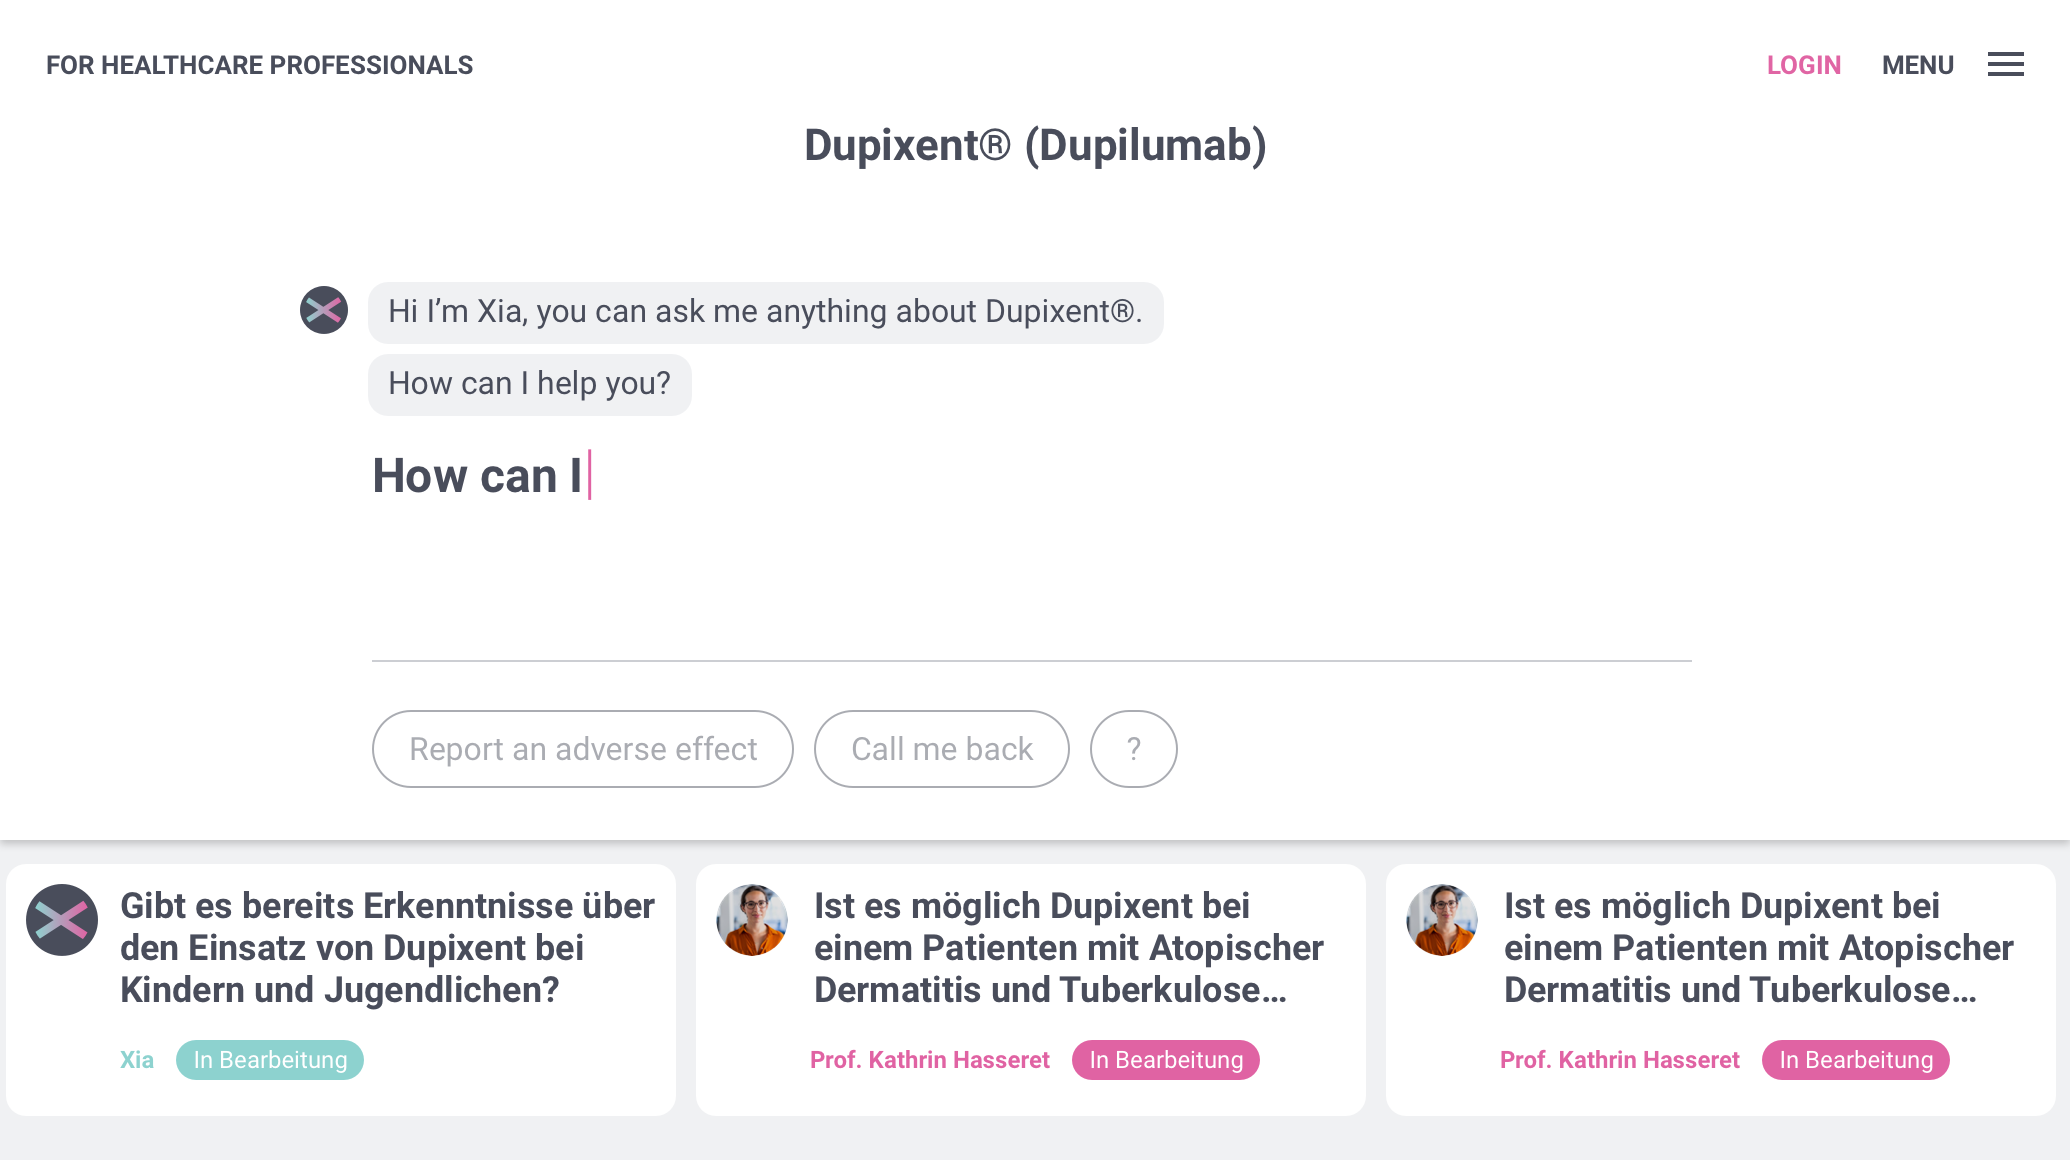 FOR HEALTHCARE PROFESSIONALS
LOGIN
MENU
Dupixent® (Dupilumab)
Hi I’m Xia, you can ask me anything about Dupixent®.
How can I help you?
How can I
Report an adverse effect
Call me back
?
Gibt es bereits Erkenntnisse über
den Einsatz von Dupixent bei
Kindern und Jugendlichen?
Xia
In Bearbeitung
Ist es möglich Dupixent bei
einem Patienten mit Atopischer
Dermatitis und Tuberkulose...
Prof. Kathrin Hasseret
In Bearbeitung
Ist es möglich Dupixent bei
einem Patienten mit Atopischer
Dermatitis und Tuberkulose...
Prof. Kathrin Hasseret
In Bearbeitung